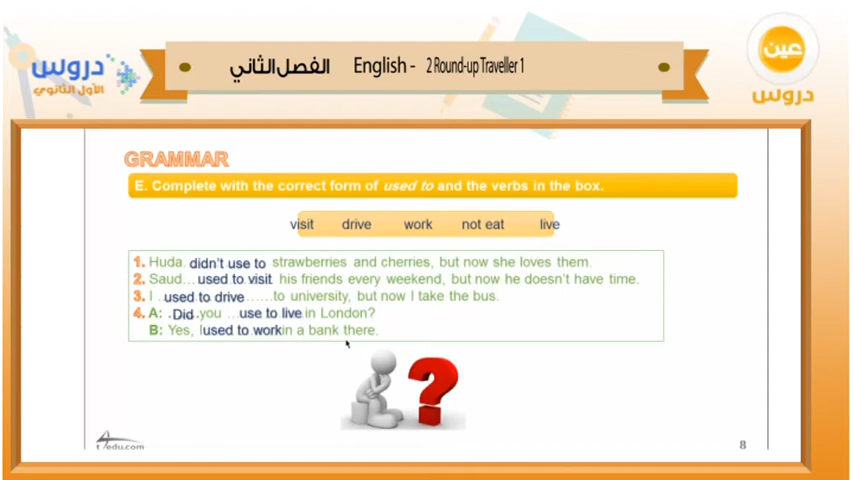 دروس
الأول الثانوي
الفصل الثاني English - 2 Round-up Traveller 1
عين
دروس
GRAMMAR
E. Complete with the correct form of used to and the verbs in the box.
visit drive work not eat live
1. Huda. didn't use to strawberries and cherries, but now she loves them.
2. Saud... used to visit his friends every weekend, but now he doesn't have time.
3. I . used to drive ......to university, but now I take the bus.
4. A: .Did.you ...use to live in London?
B: Yes, I used to work in a bank there.
t4edu.com
8